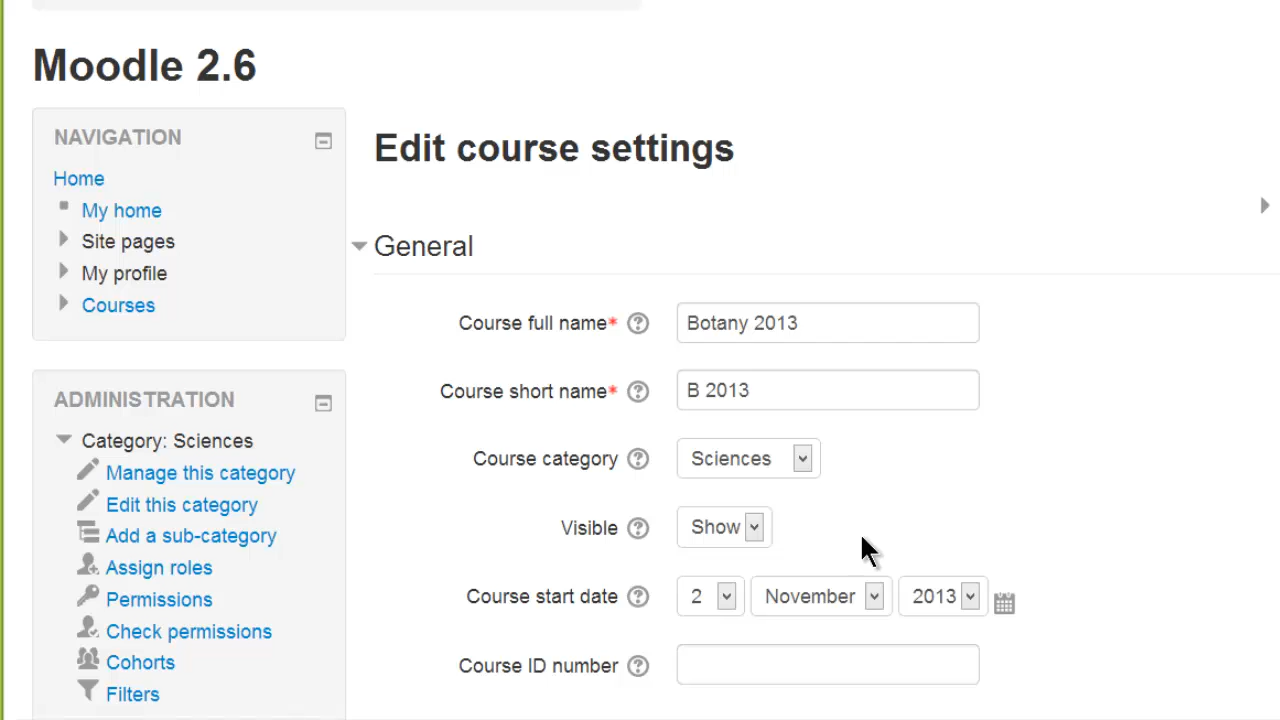 Moodle 2.6
NAVIGATION
Home
My home
Site pages
My profile
Courses
ADMINISTRATION
Category: Sciences
Manage this category
Edit this category
Add a sub-category
Assign roles
Permissions
Check permissions
Cohorts
Filters
Edit course settings
General
Course full name* Botany 2013
Course short name* B 2013
Course category Sciences
Visible Show
Course start date 2 November 2013
Course ID number